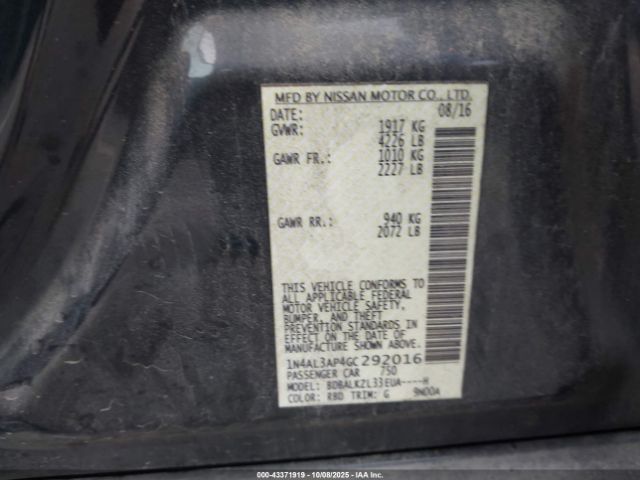 MFD BY NISSAN MOTOR CO., LTD.
DATE: 08/16
GVWR: 1917 KG
4226 LB
GAWR FR.: 1010 KG
2227 LB
GAWR RR.: 940 KG
2072 LB
THIS VEHICLE CONFORMS TO
ALL APPLICABLE FEDERAL
MOTOR VEHICLE SAFETY,
BUMPER, AND THEFT
PREVENTION STANDARDS IN
EFFECT ON THE DATE OF
MANUFACTURE SHOWN ABOVE.
1N4AL3AP4GC292016
PASSENGER CAR 750
MODEL: BDBALKZL33EUA----H
COLOR: RBD TRIM: G 9N00A
000-43371919 - 10/08/2025 - IAAI, Inc.